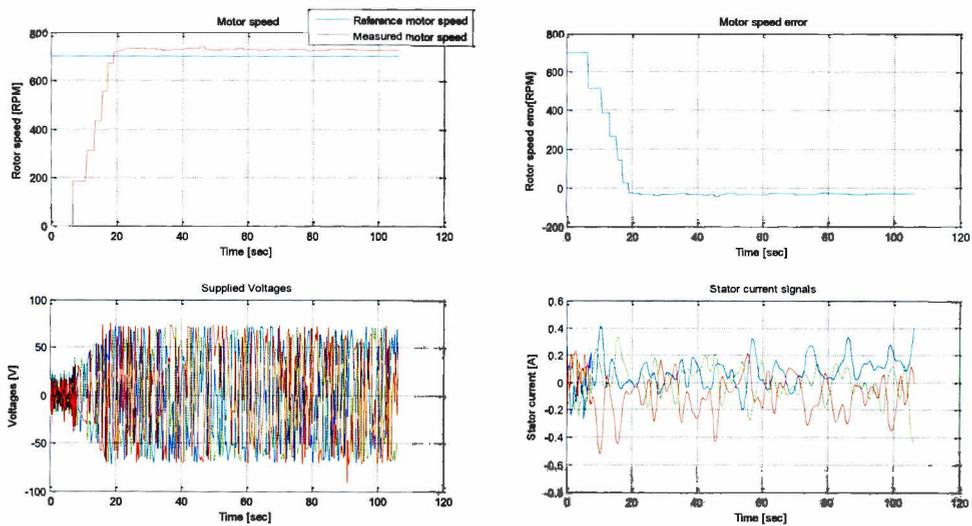 Motor speed
Reference motor speed
Measured motor speed
Rotor speed [RPM]
800
600
400
200
0
0 20 40 60 80 100 120
Time [sec]
Motor speed error
Rotor speed error[RPM]
800
600
400
200
0
-200
0 20 40 60 80 100 120
Time [sec]
Supplied Voltages
Voltages [V]
100
50
0
-50
-100
0 20 40 60 80 100 120
Time [sec]
Stator current signals
Stator current [A]
0.6
0.4
0.2
0
-0.2
-0.4
-0.6
-0.8
0 20 40 60 80 100 120
Time [sec]